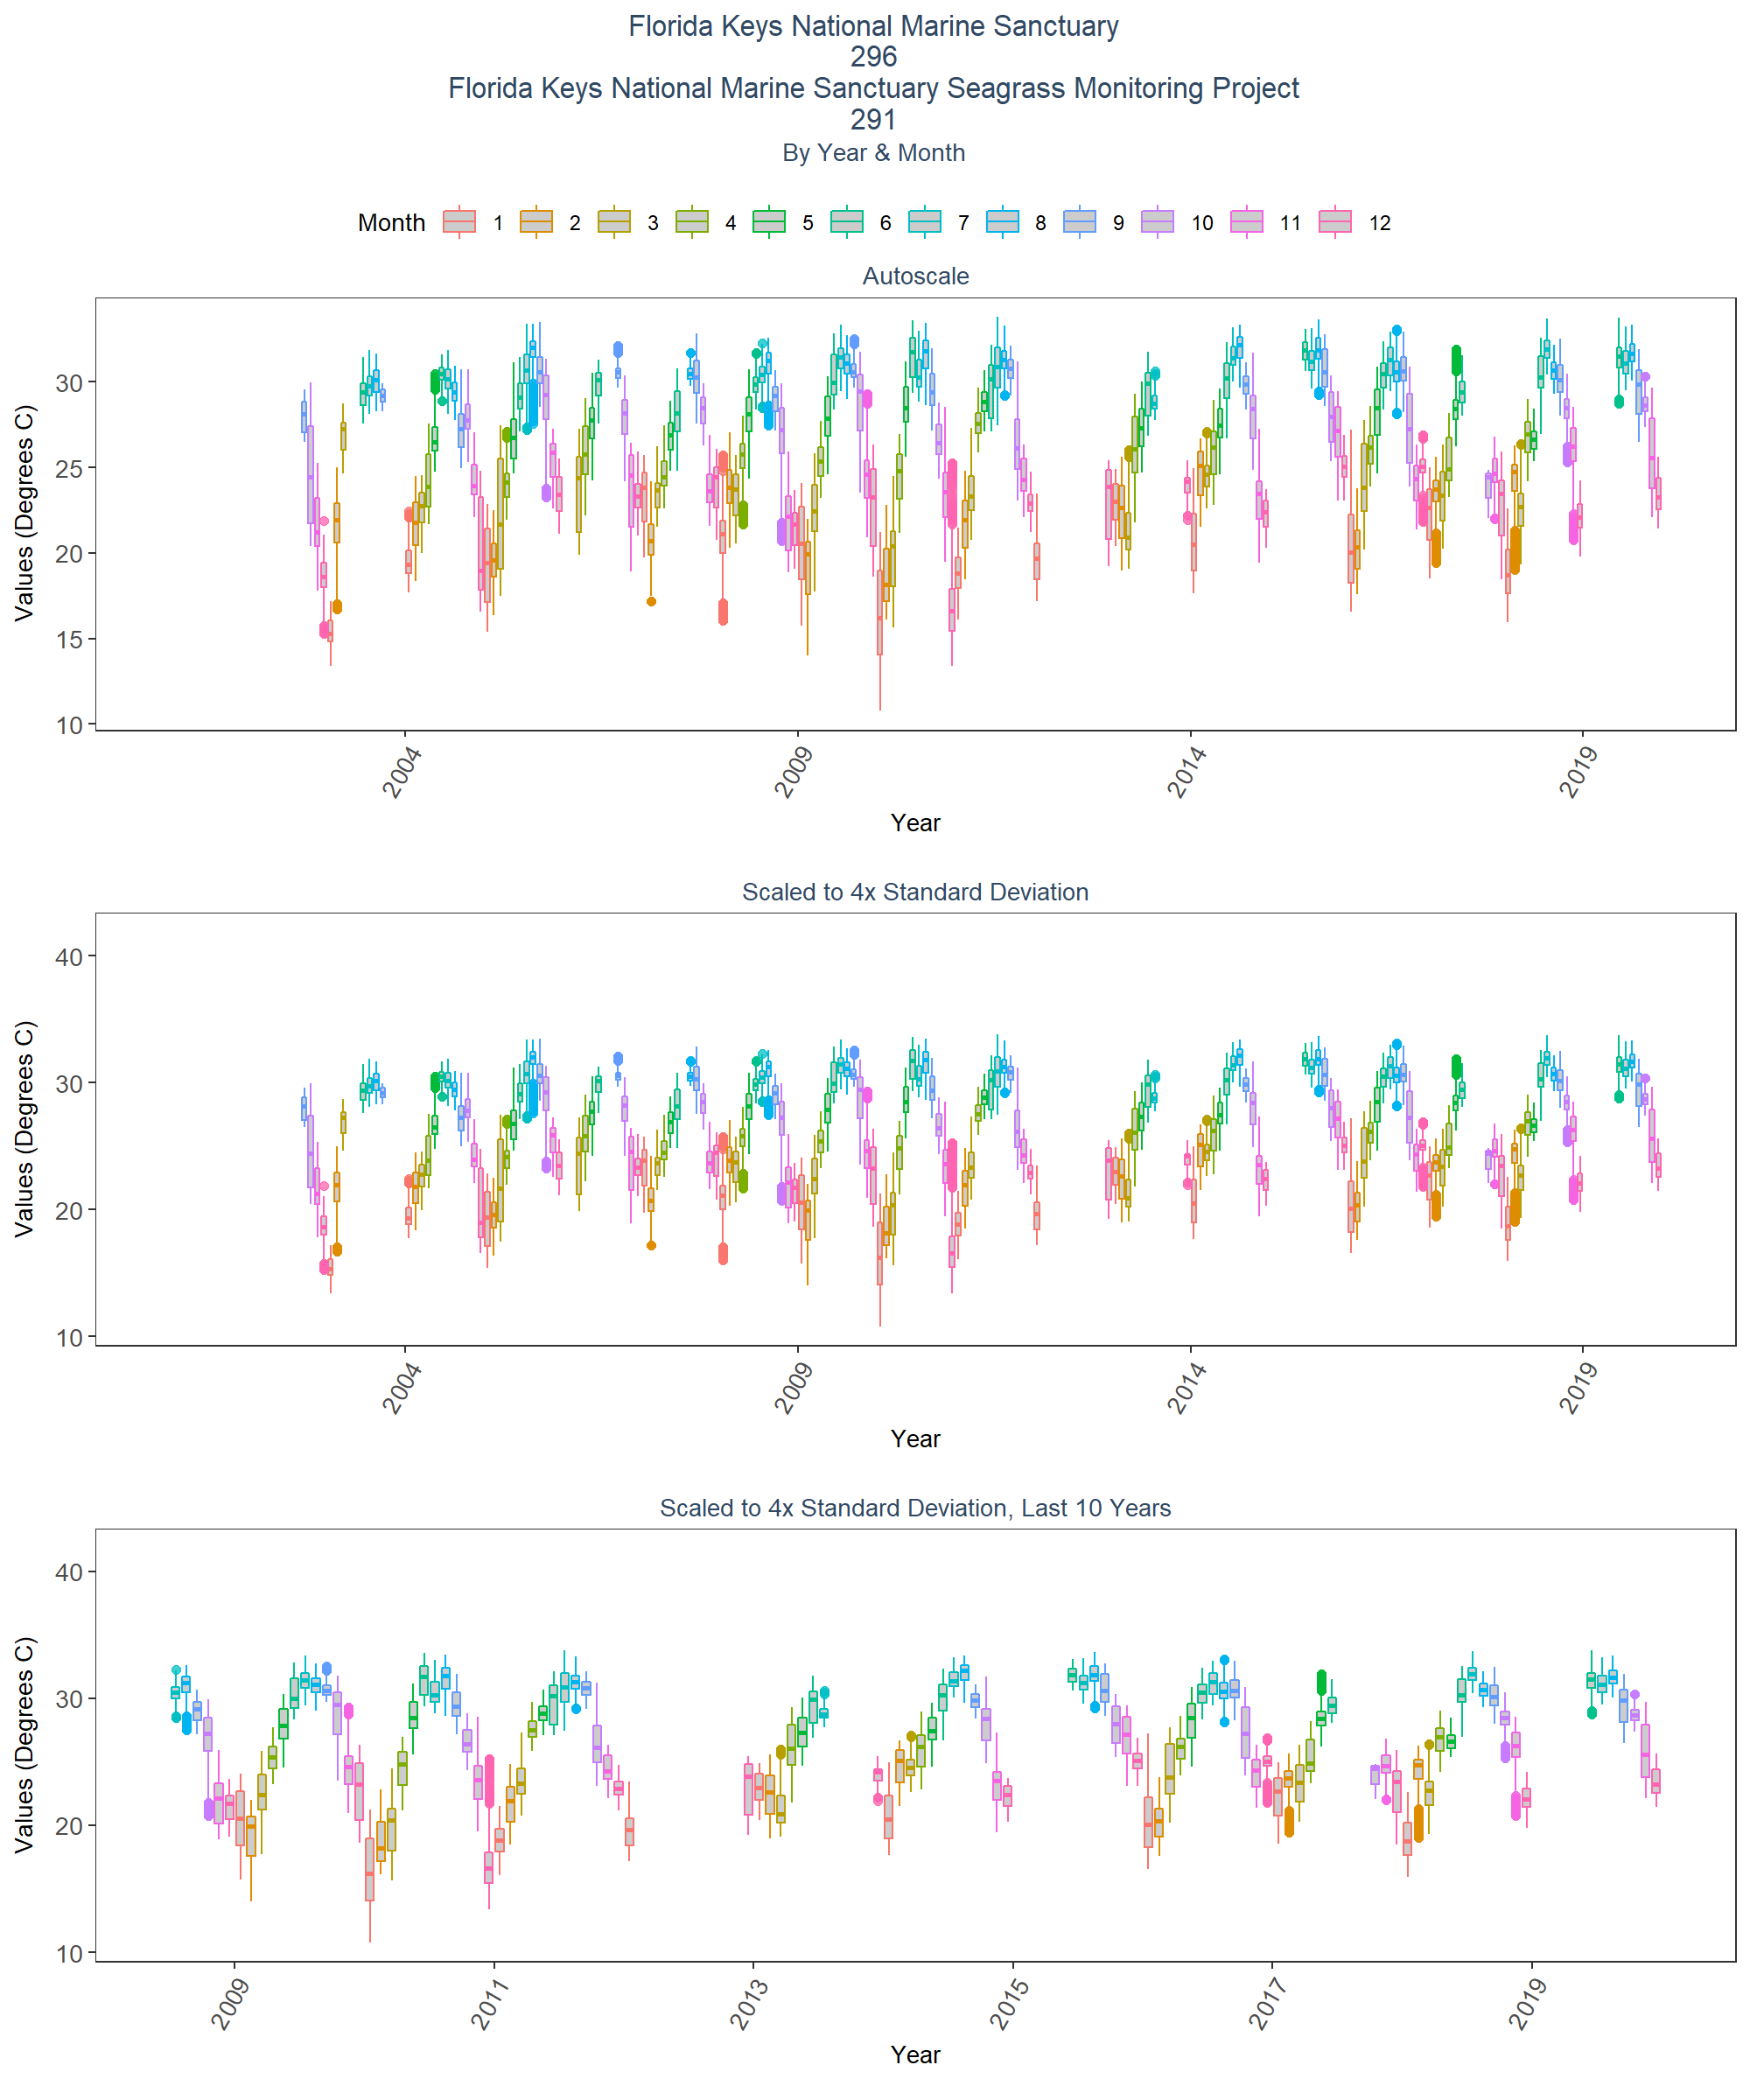 Florida Keys National Marine Sanctuary
296
Florida Keys National Marine Sanctuary Seagrass Monitoring Project
291
By Year & Month
Month 1 2 3 4 5 6 7 8 9 10 11 12
Autoscale
Values (Degrees C)
30
25
20
15
10
2004 2009 2014 2019
Year
Scaled to 4x Standard Deviation
Values (Degrees C)
40
30
20
10
2004 2009 2014 2019
Year
Scaled to 4x Standard Deviation, Last 10 Years
Values (Degrees C)
40
30
20
10
2009 2011 2013 2015 2017 2019
Year